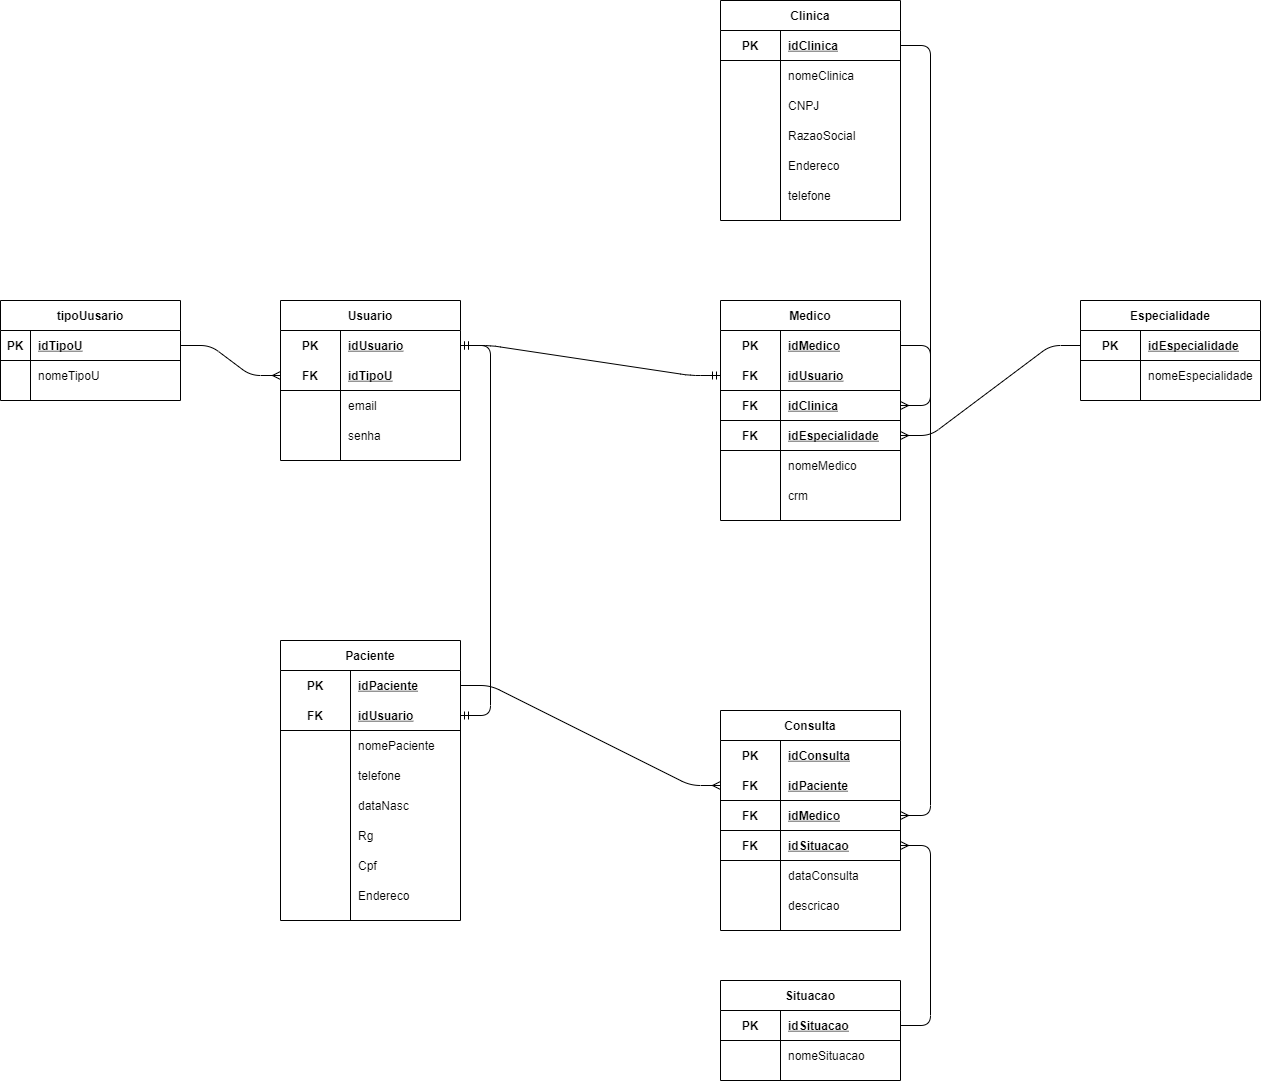 Clinica
PK idClinica
nomeClinica
CNPJ
RazaoSocial
Endereco
telefone
tipoUusario
PK idTipoU
nomeTipoU
Usuario
PK idUsuario
FK idTipoU
email
senha
Medico
PK idMedico
FK idUsuario
FK idClinica
FK idEspecialidade
nomeMedico
crm
Especialidade
PK idEspecialidade
nomeEspecialidade
Paciente
PK idPaciente
FK idUsuario
nomePaciente
telefone
dataNasc
Rg
Cpf
Endereco
Consulta
PK idConsulta
FK idPaciente
FK idMedico
FK idSituacao
dataConsulta
descricao
Situacao
PK idSituacao
nomeSituacao